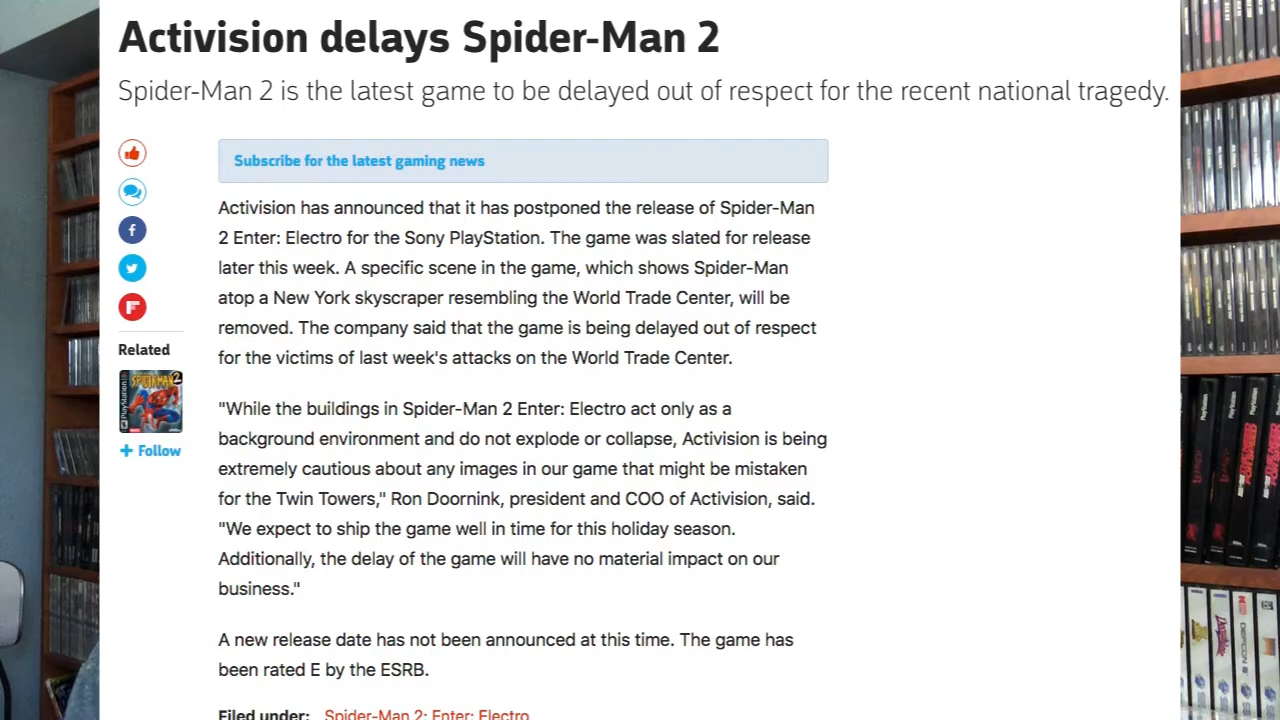 Activision delays Spider-Man 2
Spider-Man 2 is the latest game to be delayed out of respect for the recent national tragedy.
Subscribe for the latest gaming news
Activision has announced that it has postponed the release of Spider-Man
2 Enter: Electro for the Sony PlayStation. The game was slated for release
later this week. A specific scene in the game, which shows Spider-Man
atop a New York skyscraper resembling the World Trade Center, will be
removed. The company said that the game is being delayed out of respect
for the victims of last week's attacks on the World Trade Center.
Related
SPIDER-MAN 2
PlayStation
+ Follow
"While the buildings in Spider-Man 2 Enter: Electro act only as a
background environment and do not explode or collapse, Activision is being
extremely cautious about any images in our game that might be mistaken
for the Twin Towers," Ron Doornink, president and COO of Activision, said.
"We expect to ship the game well in time for this holiday season.
Additionally, the delay of the game will have no material impact on our
business."
A new release date has not been announced at this time. The game has
been rated E by the ESRB.
Filed under: Spider-Man 2: Enter: Electro